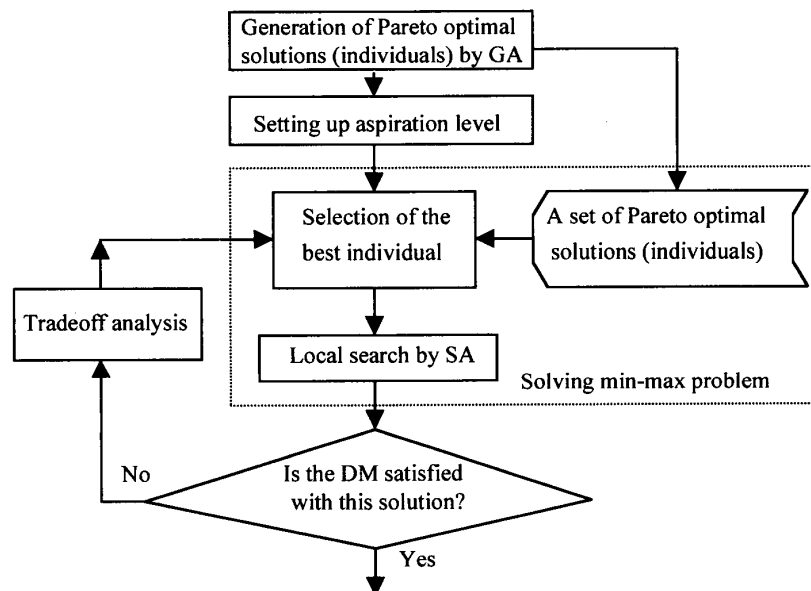 Generation of Pareto optimal
solutions (individuals) by GA
Setting up aspiration level
Selection of the
best individual
A set of Pareto optimal
solutions (individuals)
Tradeoff analysis
Local search by SA
Solving min-max problem
No
Is the DM satisfied
with this solution?
Yes